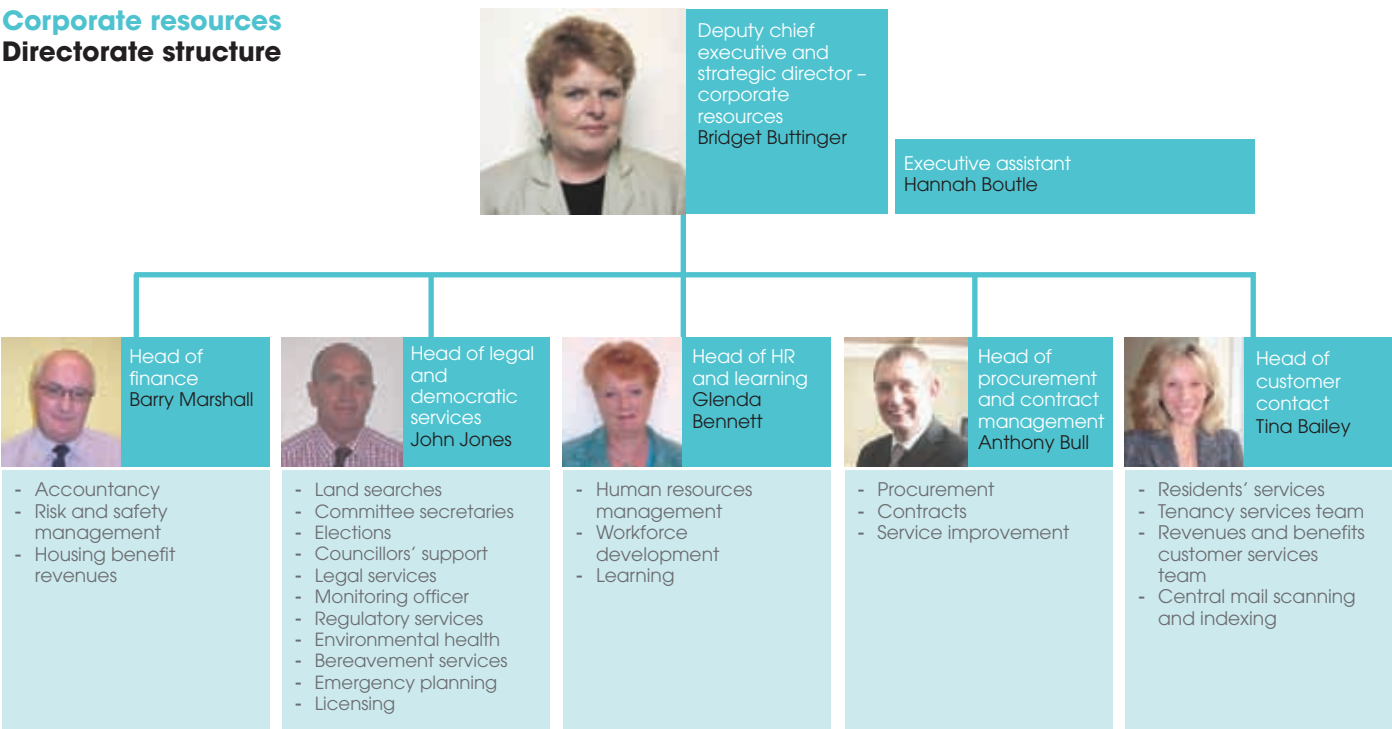 Corporate resources
Directorate structure
Deputy chief
executive and
strategic director –
corporate
resources
Bridget Buttinger
Executive assistant
Hannah Boutle
Head of
finance
Barry Marshall
- Accountancy
- Risk and safety
management
- Housing benefit
revenues
Head of legal
and
democratic
services
John Jones
- Land searches
- Committee secretaries
- Elections
- Councillors’ support
- Legal services
- Monitoring officer
- Regulatory services
- Environmental health
- Bereavement services
- Emergency planning
- Licensing
Head of HR
and learning
Glenda
Bennett
- Human resources
management
- Workforce
development
- Learning
Head of
procurement
and contract
management
Anthony Bull
- Procurement
- Contracts
- Service improvement
Head of
customer
contact
Tina Bailey
- Residents’ services
- Tenancy services team
- Revenues and benefits
customer services
team
- Central mail scanning
and indexing